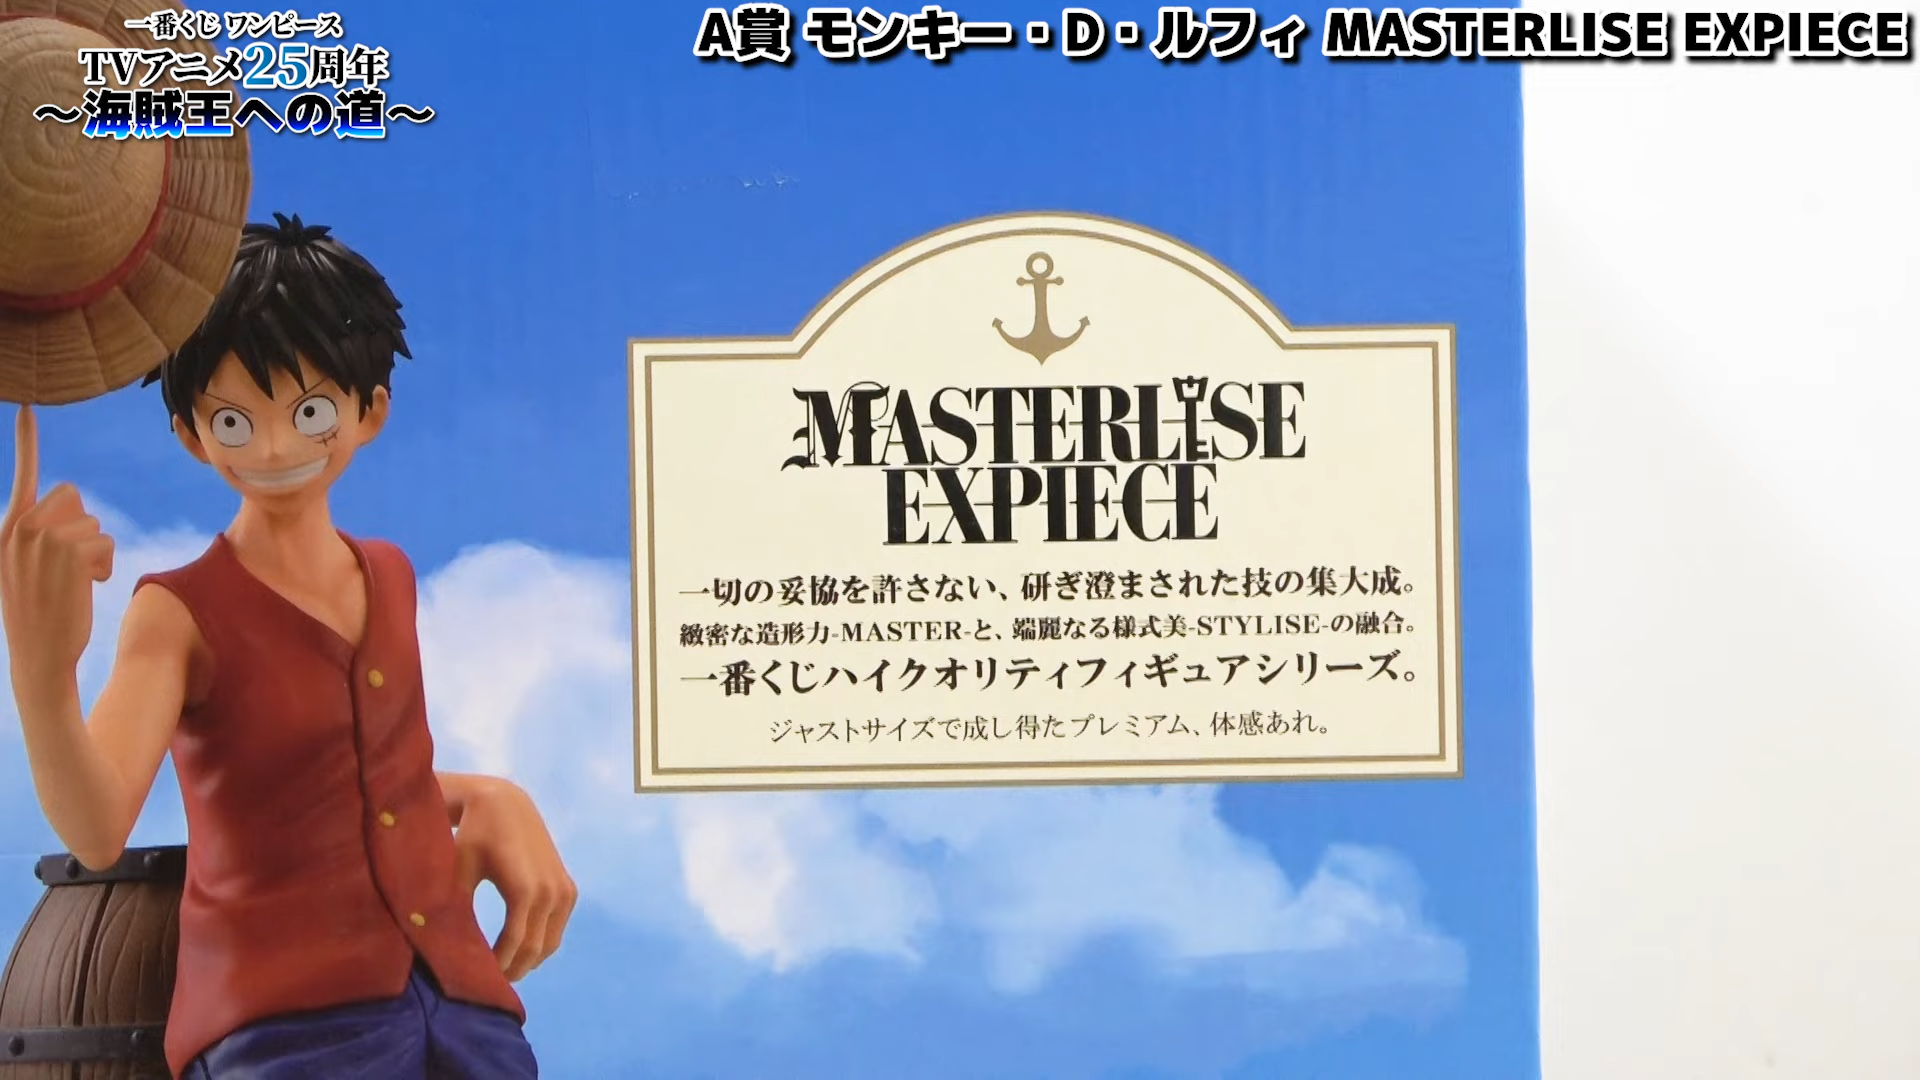 一番くじ ワンピース
TVアニメ25周年
～海賊王への道～
A賞 モンキー・D・ルフィ MASTERLISE EXPIECE
MASTERLISE
EXPIECE
一切の妥協を許さない、研ぎ澄まされた技の集大成。
緻密な造形力-MASTER-と、端麗なる様式美-STYLISE-の融合。
一番くじハイクオリティフィギュアシリーズ。
ジャストサイズで成し得たプレミアム、体感あれ。